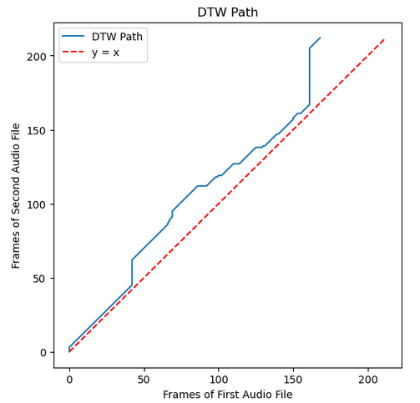 DTW Path
DTW Path
y = x
200
150
100
50
0
Frames of Second Audio File
0 50 100 150 200
Frames of First Audio File